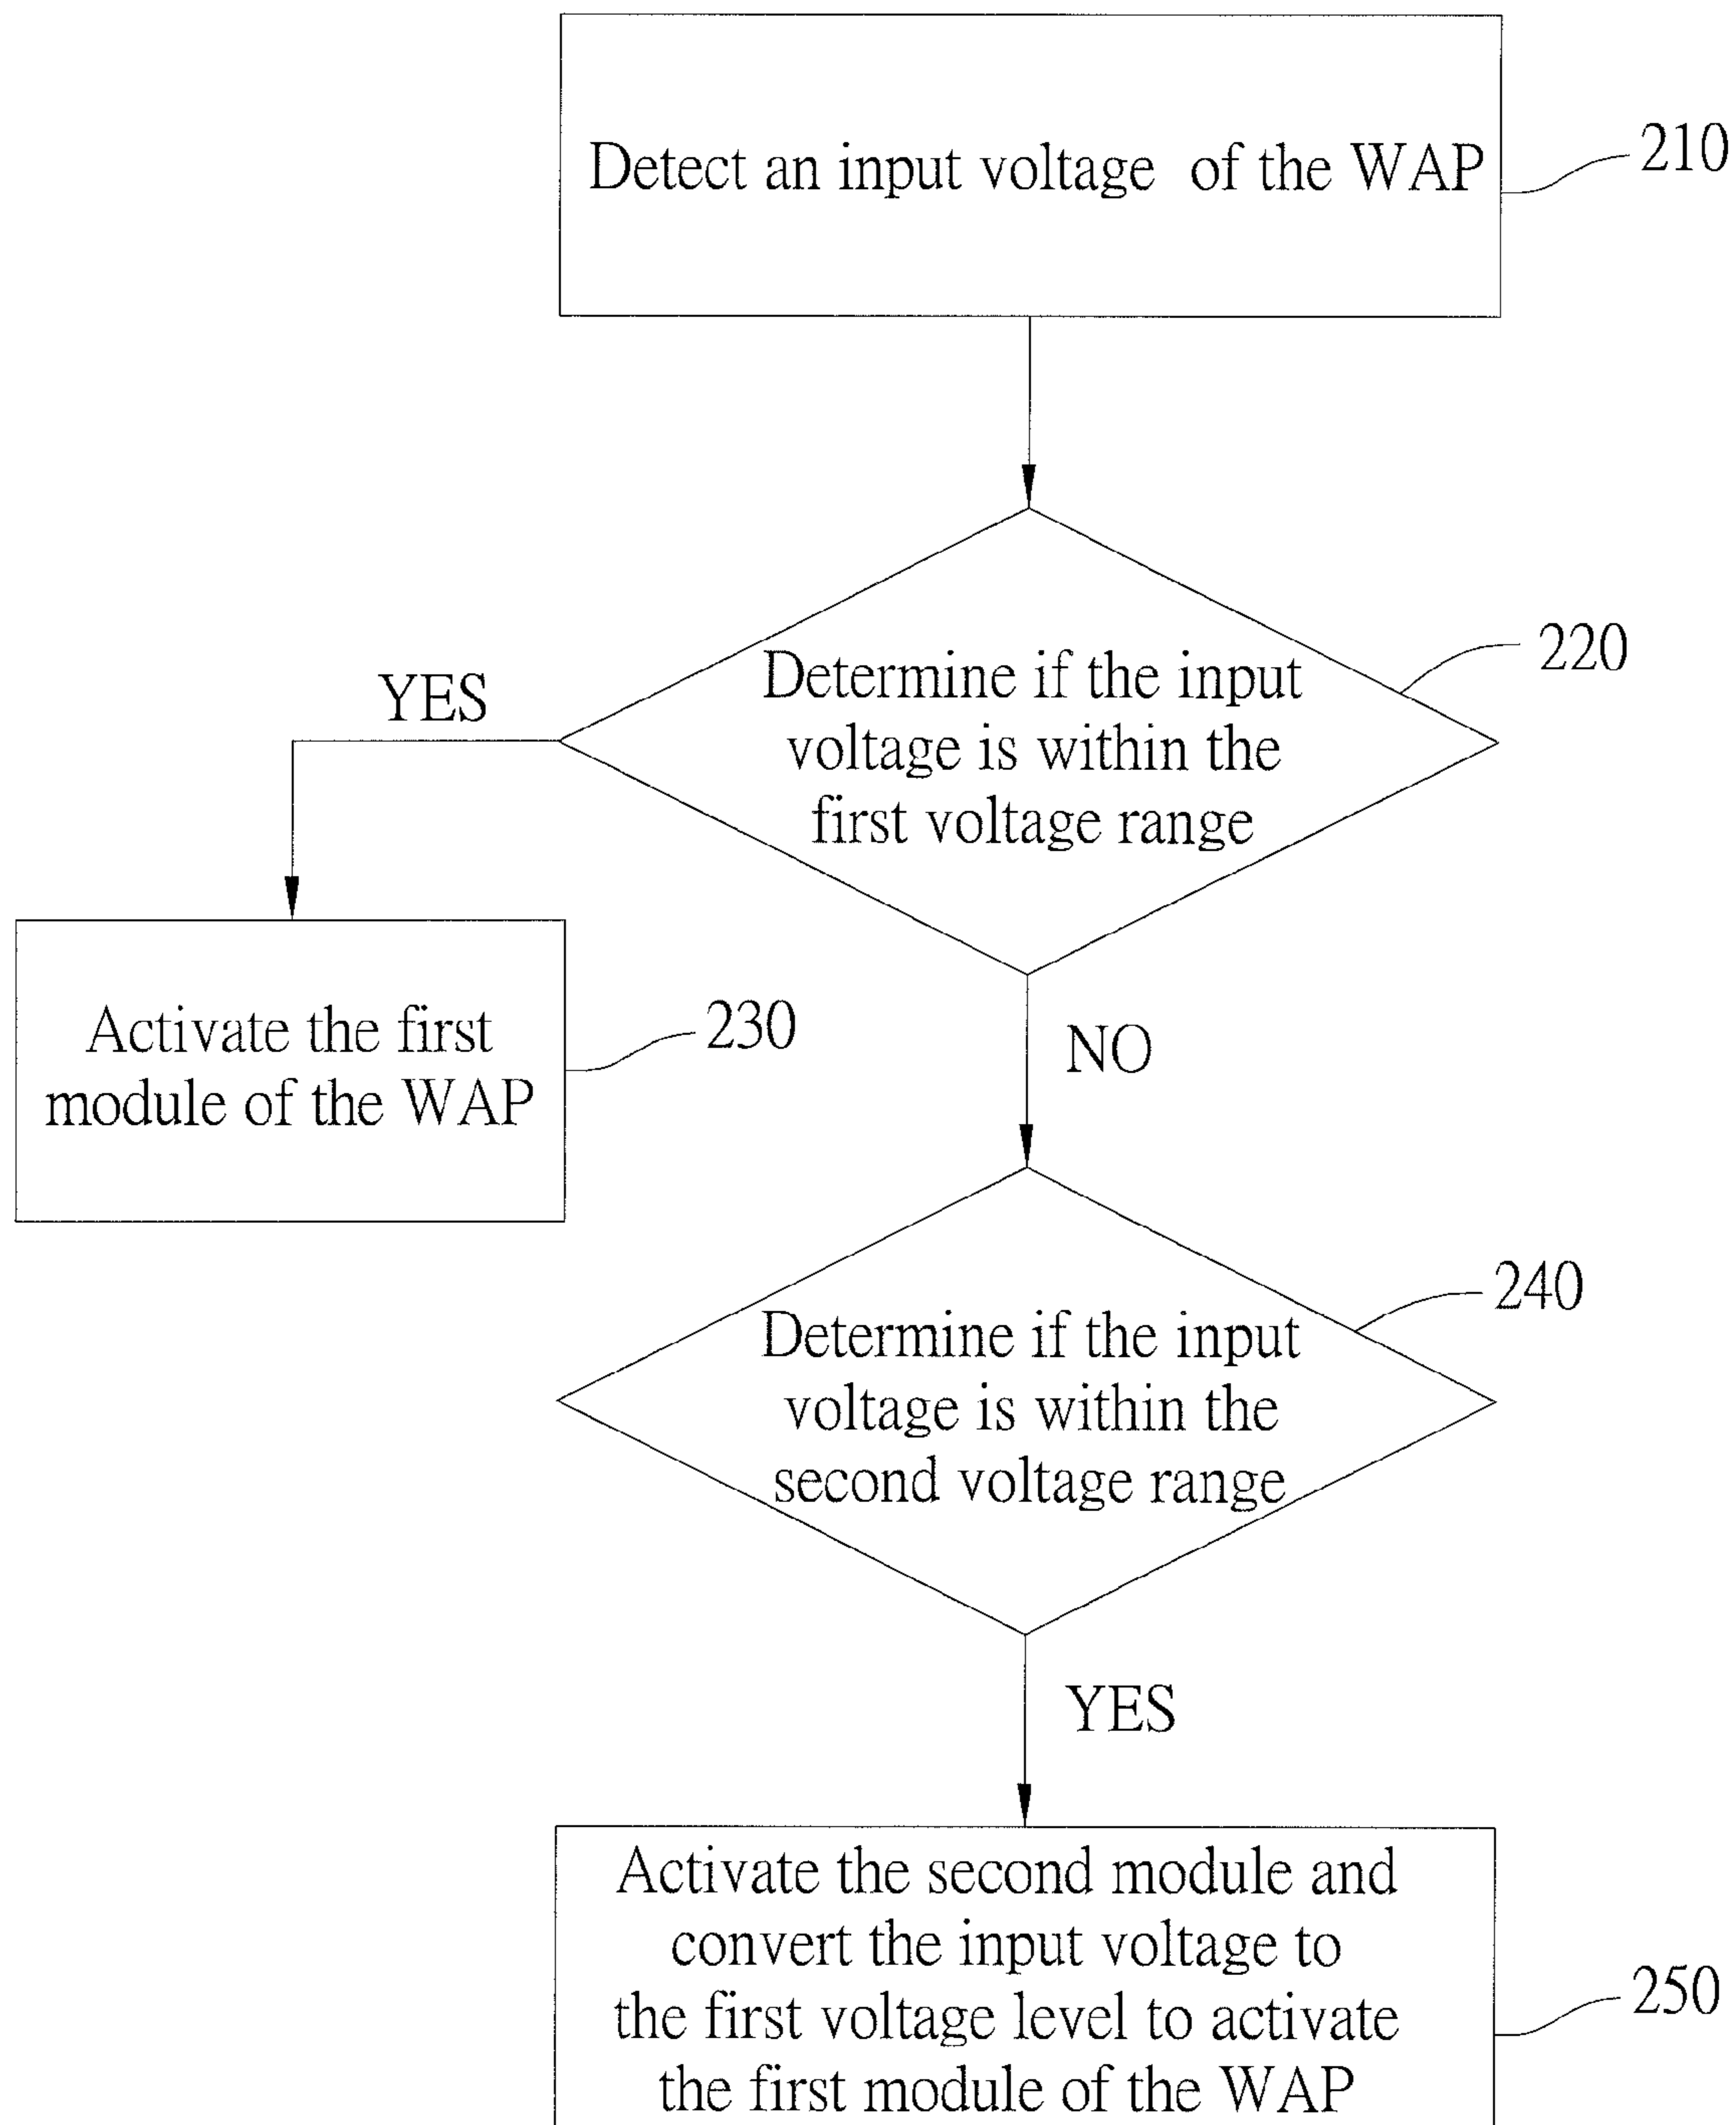 Detect an input voltage of the WAP
210
Determine if the input
voltage is within the
first voltage range
220
YES
Activate the first
module of the WAP
230
NO
Determine if the input
voltage is within the
second voltage range
240
YES
Activate the second module and
convert the input voltage to
the first voltage level to activate
the first module of the WAP
250